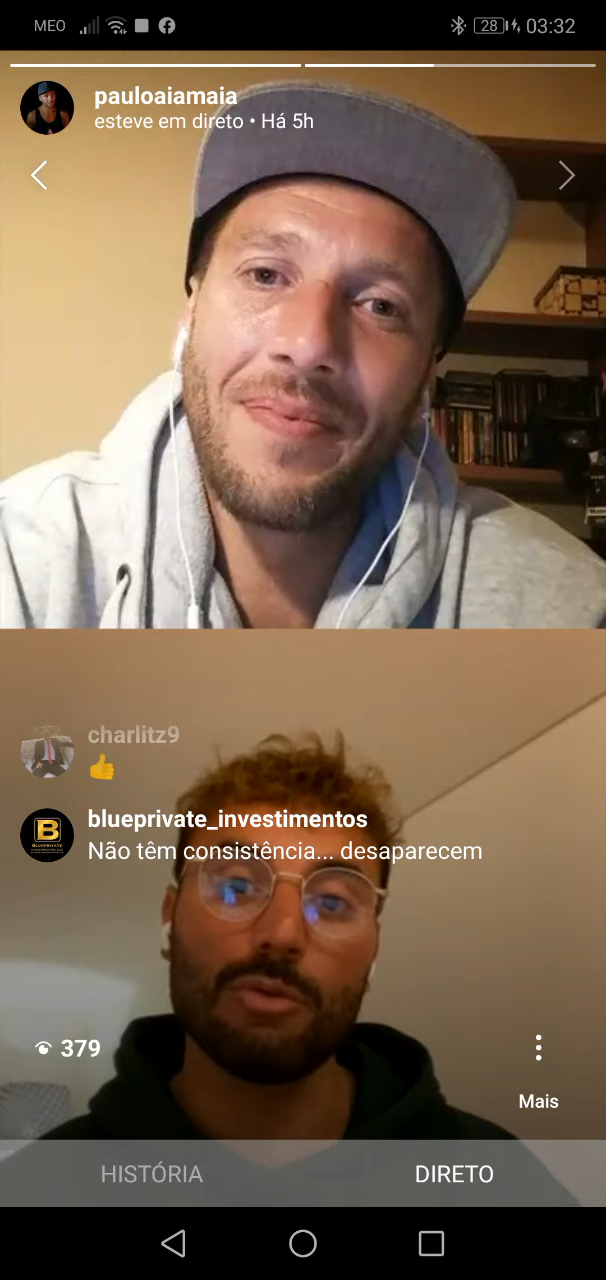 MEO
28
03:32
pauloaiamaia
esteve em direto • Há 5h
charlitz9
👍
blueprivate_investimentos
Não têm consistência... desaparecem
B
BLUEPRIVATE
379
Mais
HISTÓRIA
DIRETO